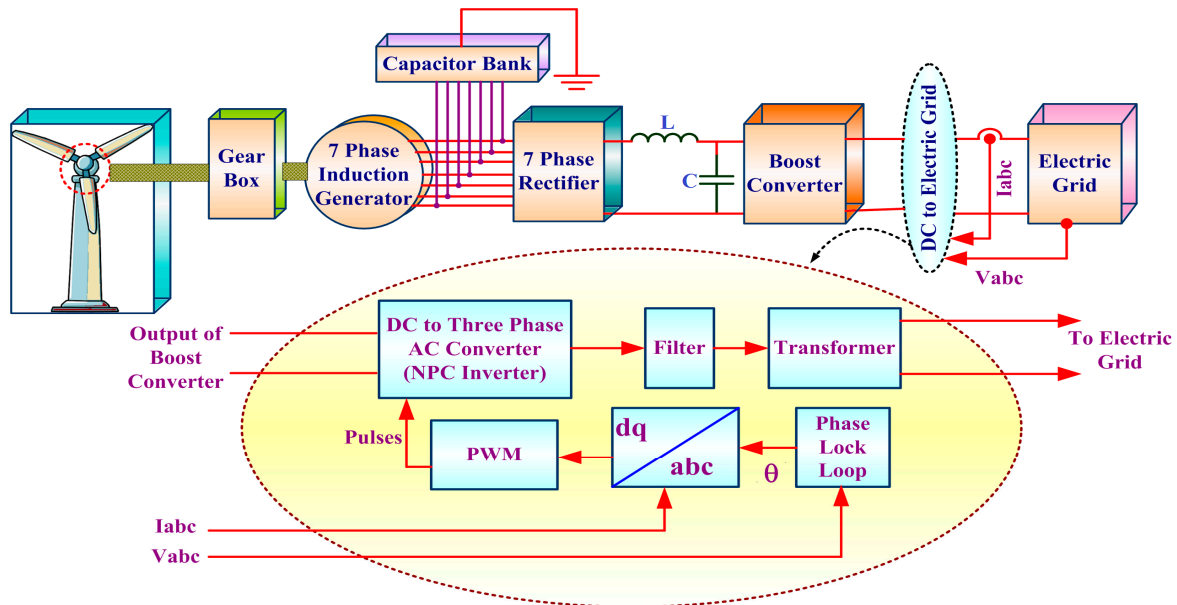 Capacitor Bank
Gear
Box
7 Phase
Induction
Generator
7 Phase
Rectifier
L
C
Boost
Converter
DC to Electric Grid
Iabc
Electric
Grid
Vabc
Output of
Boost
Converter
DC to Three Phase
AC Converter
(NPC Inverter)
Filter
Transformer
To Electric
Grid
Pulses
PWM
dq
abc
θ
Phase
Lock
Loop
Iabc
Vabc